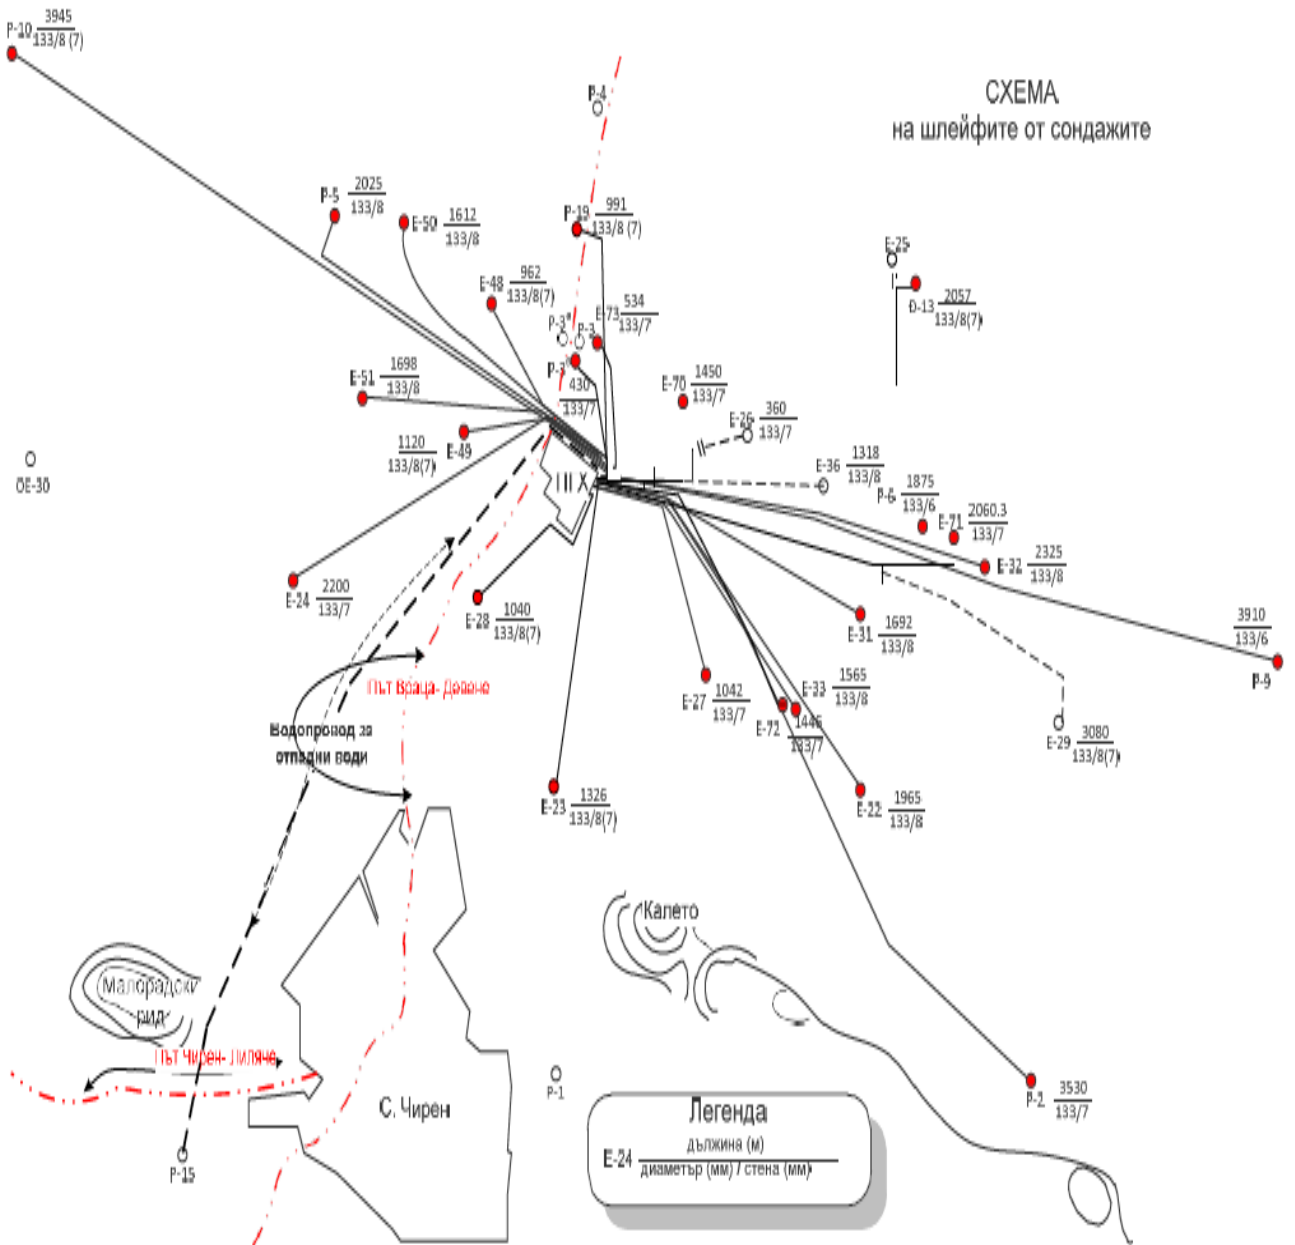 СХЕМА
на шлейфите от сондажите
P-10 3945
133/8 (7)
P-4
P-5 2025
133/8
E-50 1612
133/8
P-19 991
133/8 (7)
E-25
D-13 2057
133/8(7)
E-48 962
133/8(7)
E-73 534
133/7
P-3
430
133/7
E-51 1698
133/8
E-70 1450
133/7
E-26 360
133/7
1120
133/8(7)
E-49
OE-30
I II X
E-36 1318
133/8
P-6 1875
133/6
E-71 2060.3
133/7
E-32 2325
133/8
E-24 2200
133/7
E-28 1040
133/8(7)
E-31 1692
133/8
3910
133/6
P-9
Път Враца- Девене
E-27 1042
133/7
E-33 1565
133/8
E-72 1446
133/7
E-29 3080
133/8(7)
Водопровод за
отпадни води
E-23 1326
133/8(7)
E-22 1965
133/8
Калето
Малорадски
рид
Път Чирен- Лиляче
С. Чирен
P-1
P-2 3530
133/7
P-15
Легенда
E-24 дължина (м)
диаметър (мм) / стена (мм)